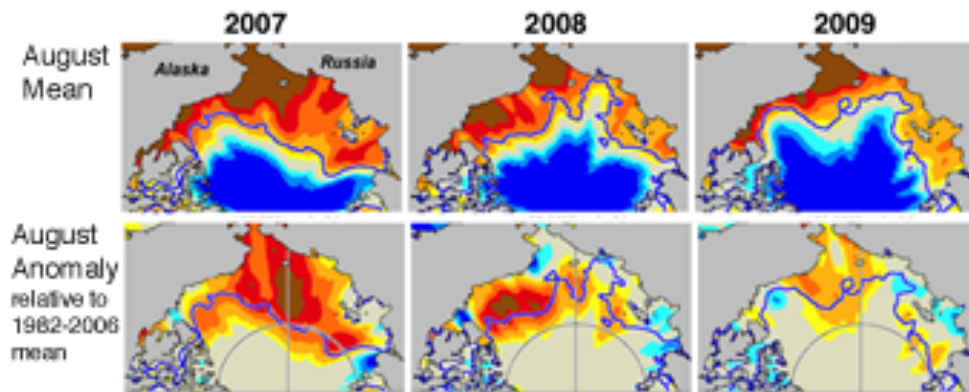 2007 2008 2009
August
Mean
Alaska Russia
August
Anomaly
relative to
1982-2006
mean